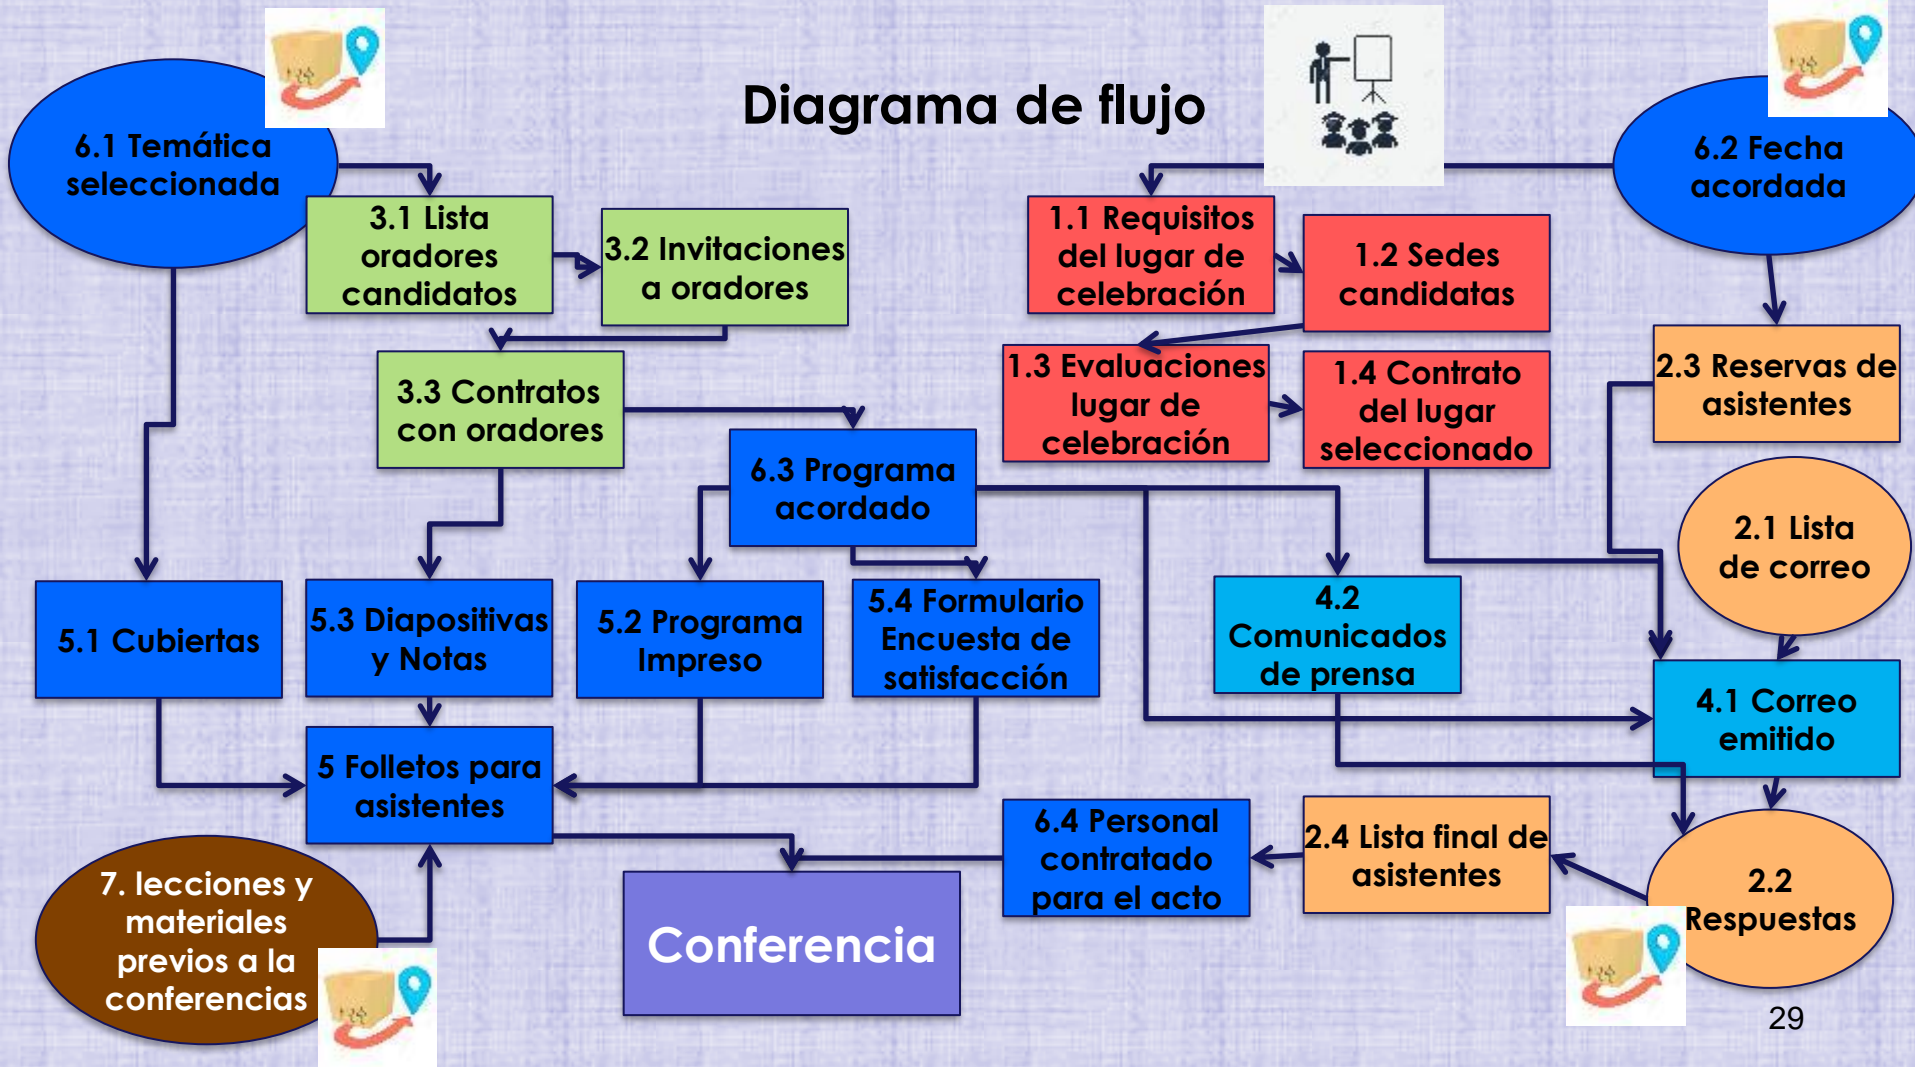 Diagrama de flujo
6.1 Temática
seleccionada
6.2 Fecha
acordada
3.1 Lista
oradores
candidatos
3.2 Invitaciones
a oradores
1.1 Requisitos
del lugar de
celebración
1.2 Sedes
candidatas
3.3 Contratos
con oradores
1.3 Evaluaciones
lugar de
celebración
1.4 Contrato
del lugar
seleccionado
2.3 Reservas de
asistentes
6.3 Programa
acordado
2.1 Lista
de correo
5.1 Cubiertas
5.3 Diapositivas
y Notas
5.2 Programa
Impreso
5.4 Formulario
Encuesta de
satisfacción
4.2
Comunicados
de prensa
4.1 Correo
emitido
5 Folletos para
asistentes
6.4 Personal
contratado
para el acto
2.4 Lista final de
asistentes
2.2
Respuestas
7. lecciones y
materiales
previos a la
conferencias
Conferencia
29